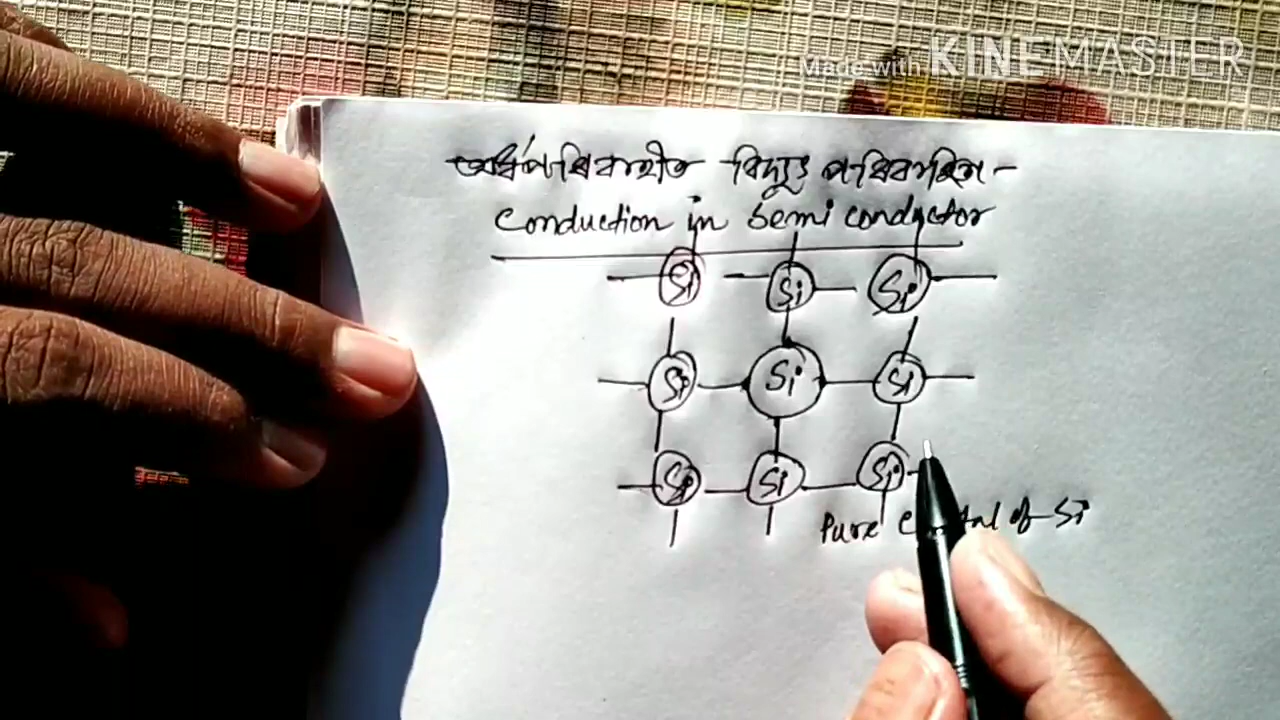 Made with KINEMASTER
অৰ্ধপৰিবাহীত বিদ্যুৎ পৰিবাহিতা -
Conduction in Semi conductor
Si Si Si
Si Si Si
Si Si Si
Pure of Si